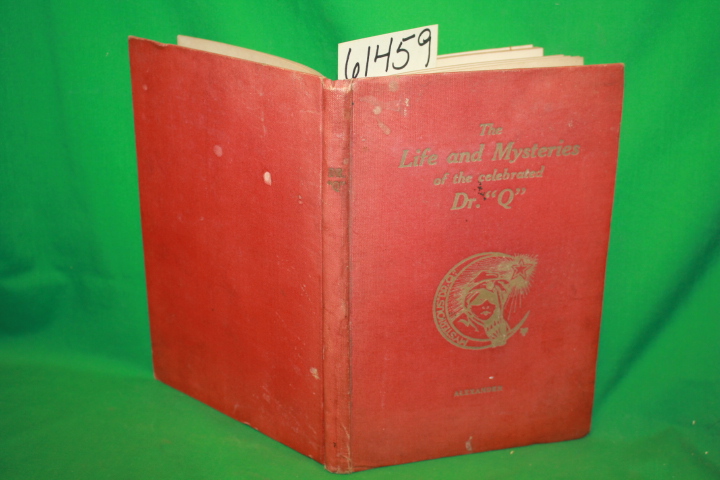 61459
The
Life and Mysteries
of the celebrated
Dr. "Q"
ALEXANDER